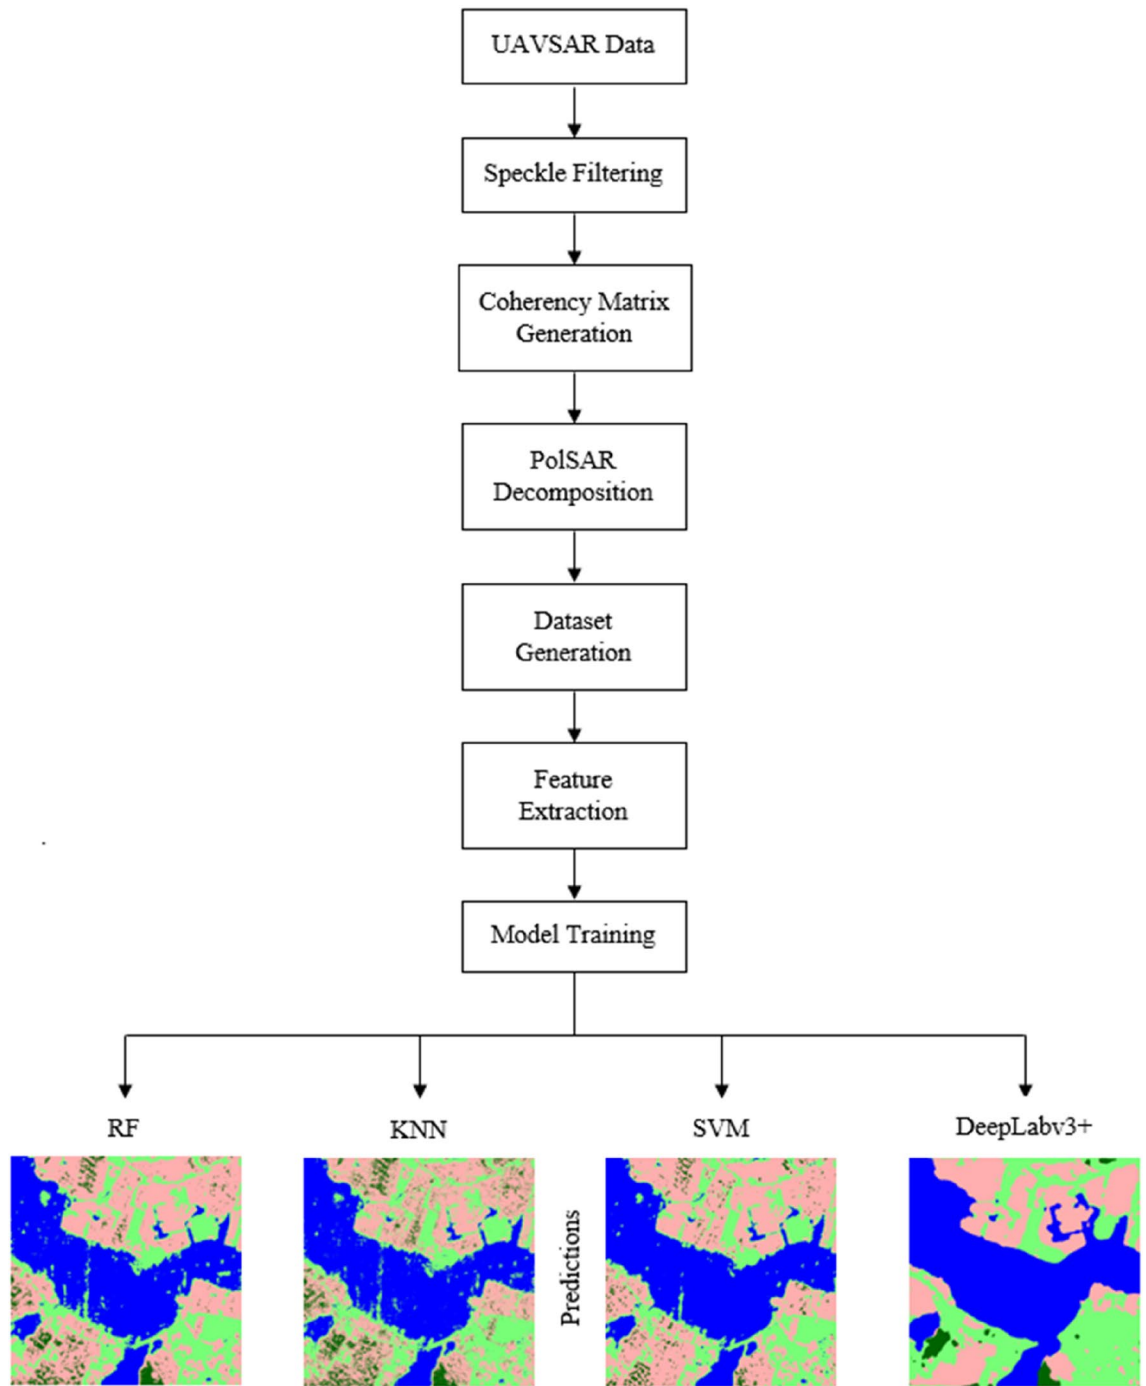 UAVSAR Data
Speckle Filtering
Coherency Matrix
Generation
PolSAR
Decomposition
Dataset
Generation
Feature
Extraction
Model Training
RF
KNN
SVM
DeepLabv3+
Predictions